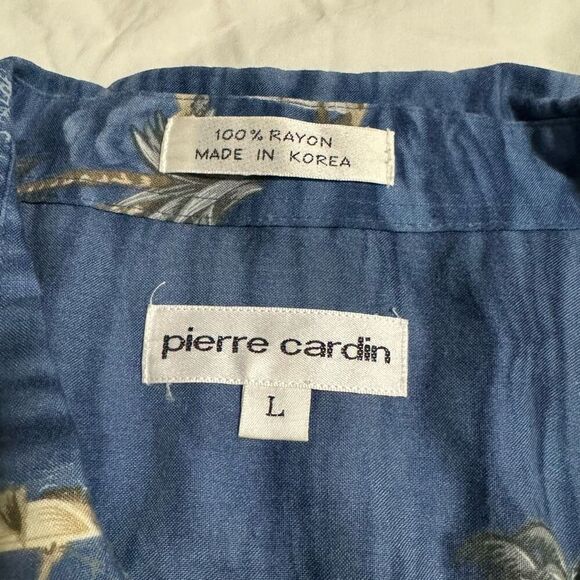 100% RAYON
MADE IN KOREA
pierre cardin
L